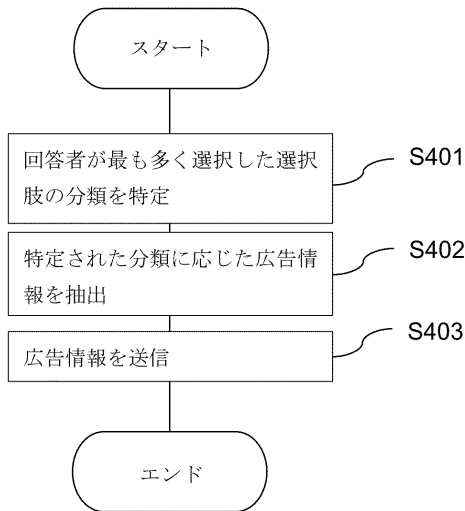 スタート
回答者が最も多く選択した選択
肢の分類を特定
S401
特定された分類に応じた広告情
報を抽出
S402
広告情報を送信
S403
エンド